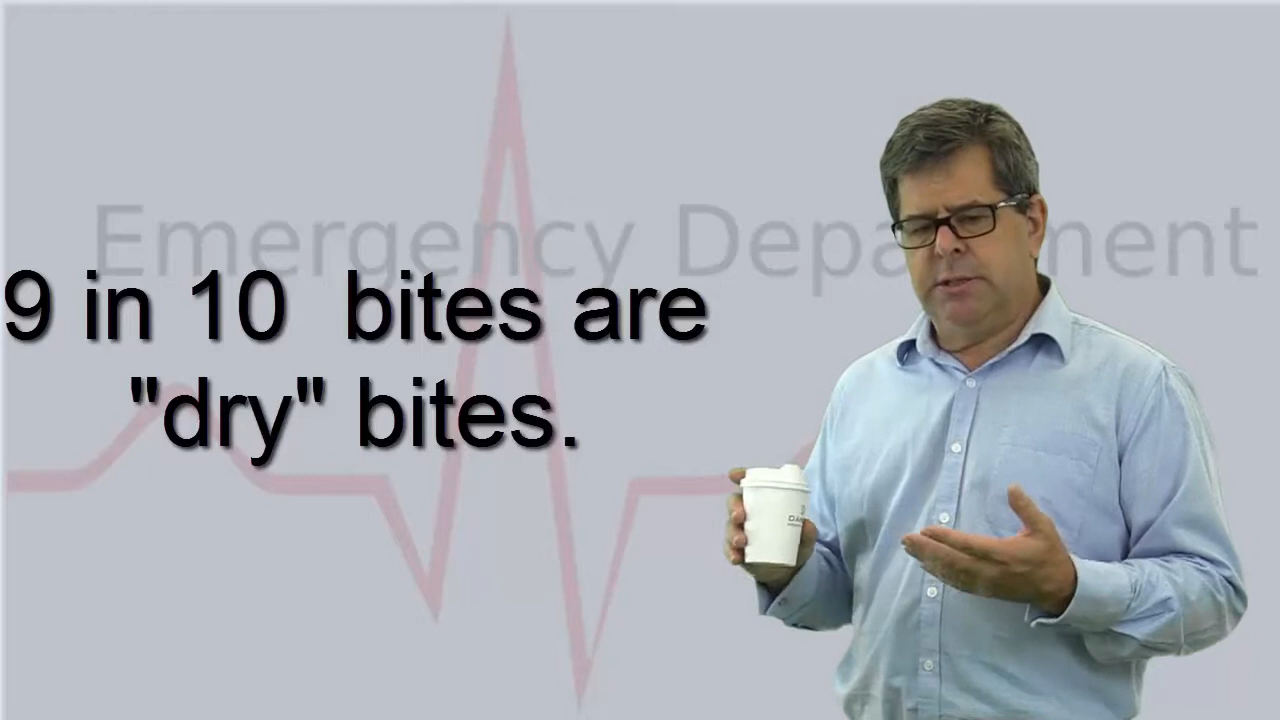 Emergency Depa ment
9 in 10 bites are
"dry" bites.